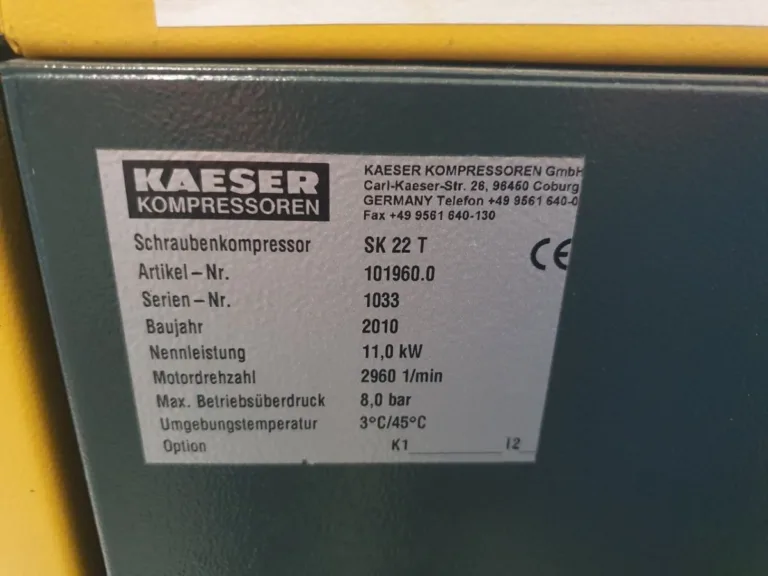 KAESER
KOMPRESSOREN
KAESER KOMPRESSOREN GmbH
Carl-Kaeser-Str. 26, 96450 Coburg
GERMANY Telefon +49 9561 640-0
Fax +49 9561 640-130
CE
Schraubenkompressor SK 22 T
Artikel-Nr. 101960.0
Serien-Nr. 1033
Baujahr 2010
Nennleistung 11,0 kW
Motordrehzahl 2960 1/min
Max. Betriebsüberdruck 8,0 bar
Umgebungstemperatur 3°C/45°C
Option K1________ I2__